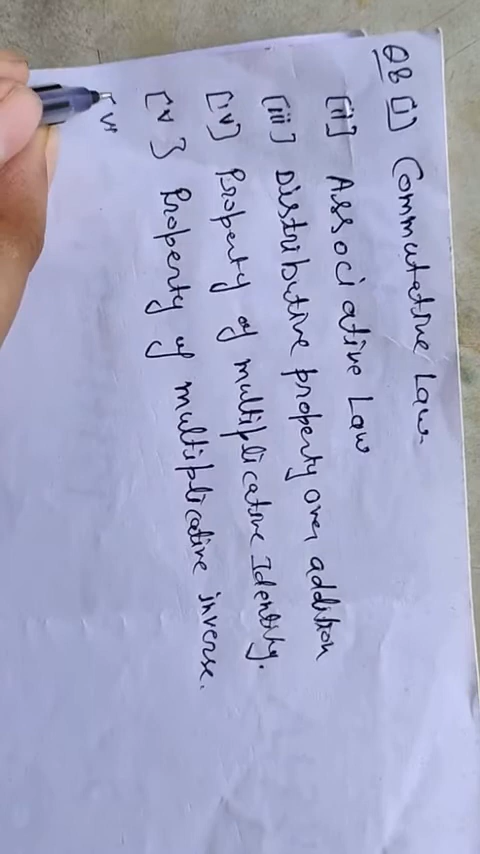 Q8 [i] Commutative Law.
[ii] Associative Law
[iii] Distributive property over addition
[iv] Property of multiplicative Identity.
[v] Property of multiplicative inverse.
[vi